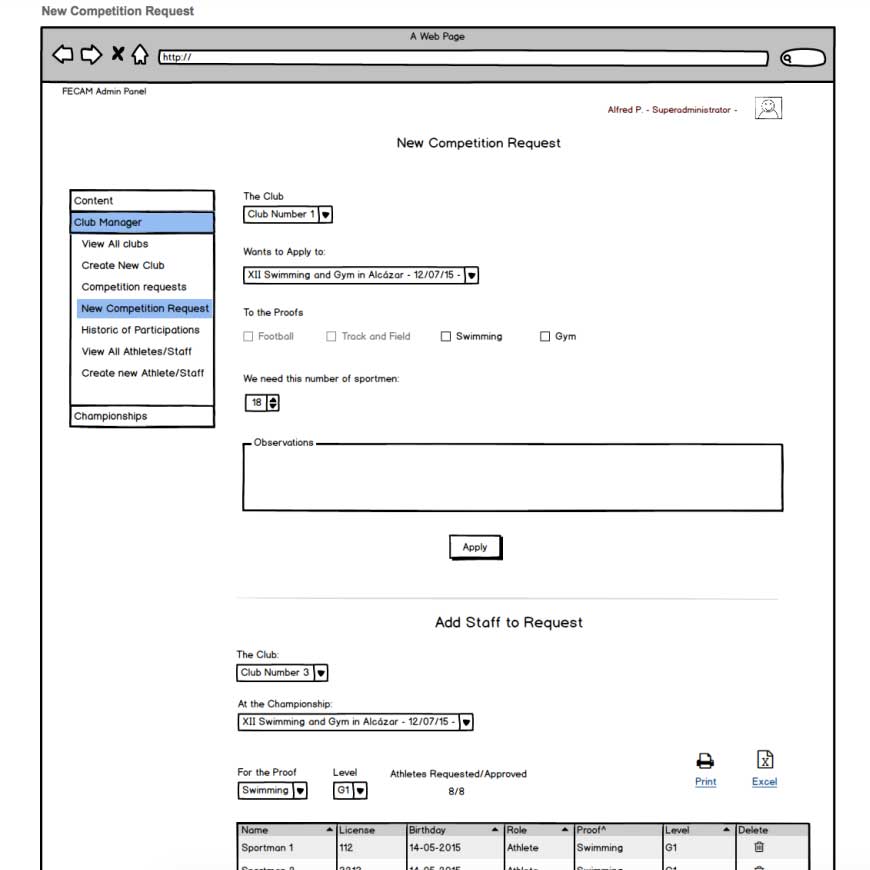 New Competition Request
A Web Page
http://
FECAM Admin Panel
Alfred P. - Superadministrator -
New Competition Request
Content
Club Manager
View All clubs
Create New Club
Competition requests
New Competition Request
Historic of Participations
View All Athletes/Staff
Create new Athlete/Staff
Championships
The Club
Club Number 1
Wants to Apply to:
XII Swimming and Gym in Alcázar - 12/07/15 -
To the Proofs
Football Track and Field Swimming Gym
We need this number of sportmen:
18
Observations
Apply
Add Staff to Request
The Club:
Club Number 3
At the Championship:
XII Swimming and Gym in Alcázar - 12/07/15 -
For the Proof Level Athletes Requested/Approved
Swimming G1 8/8
Print Excel
Name License Birthday Role Proof^ Level Delete
Sportman 1 112 14-05-2015 Athlete Swimming G1